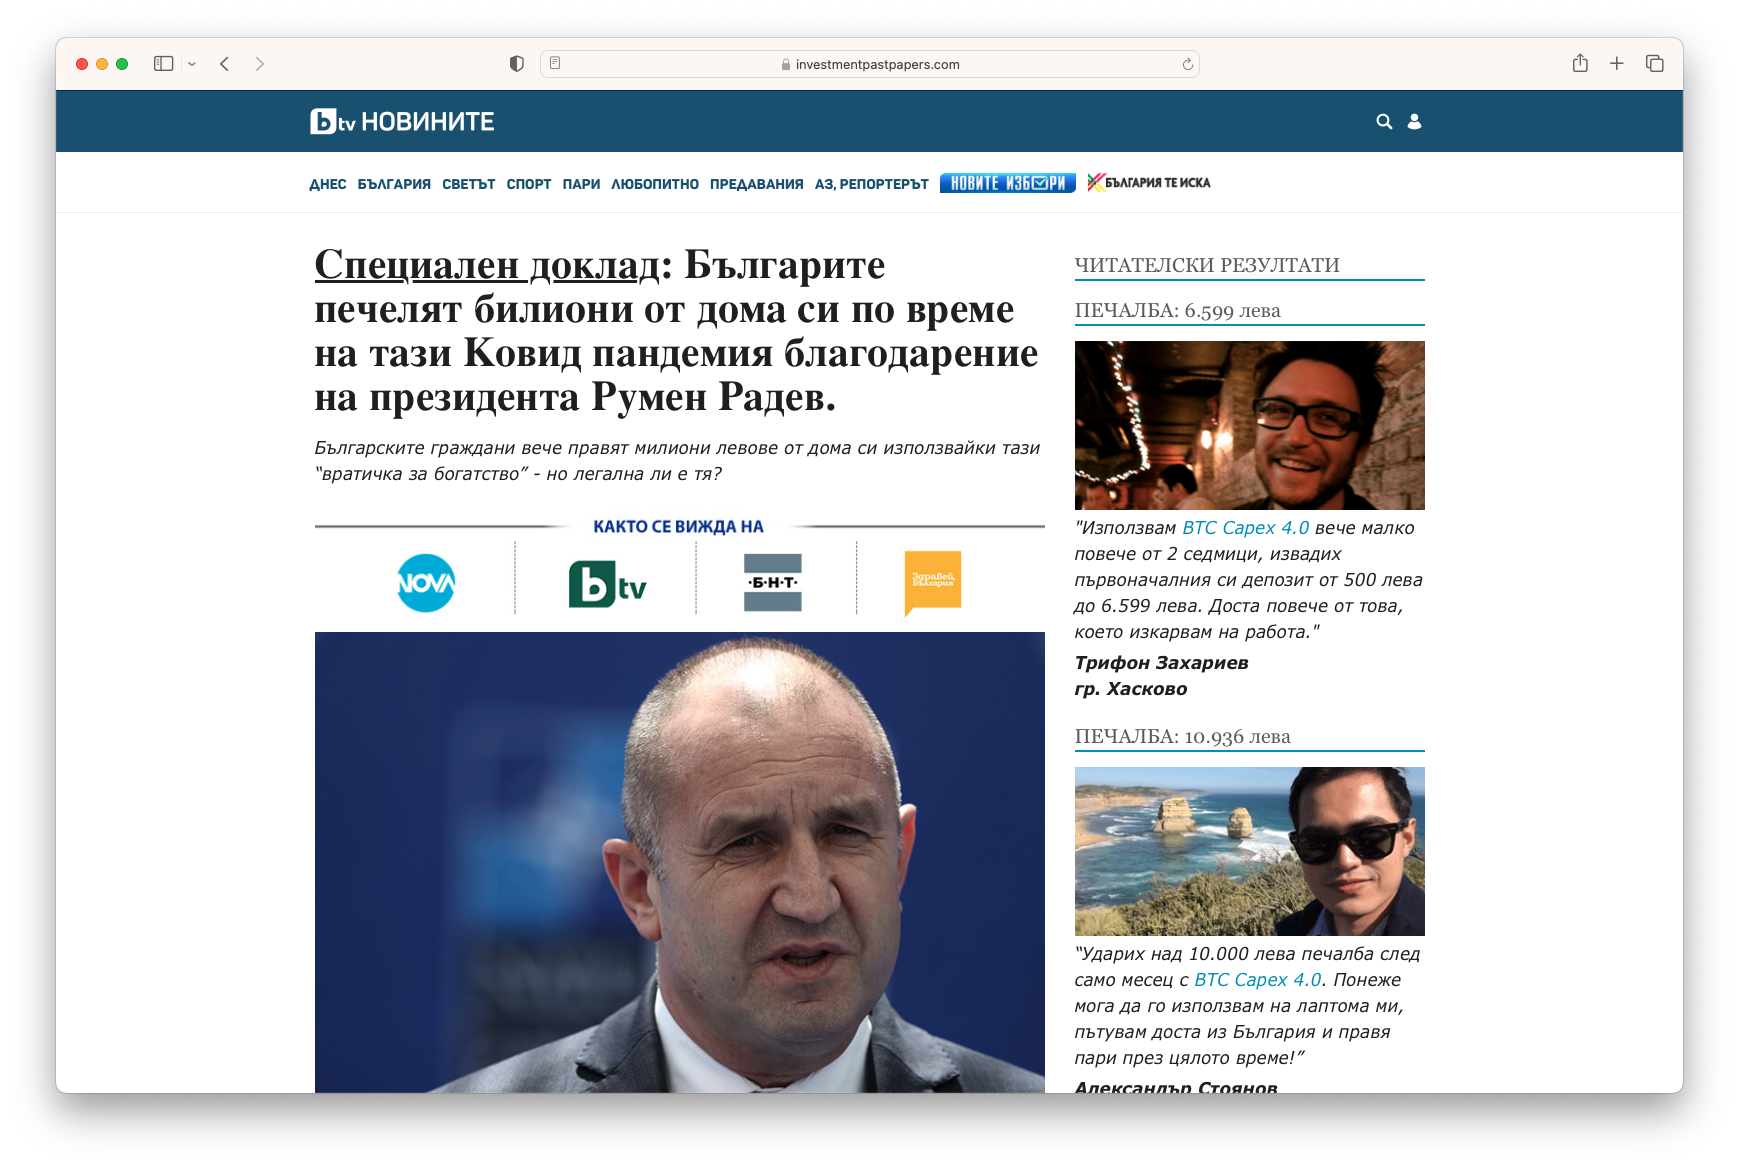 investmentpastpapers.com
btv НОВИНИТЕ
ДНЕС БЪЛГАРИЯ СВЕТЪТ СПОРТ ПАРИ ЛЮБОПИТНО ПРЕДАВАНИЯ АЗ, РЕПОРТЕРЪТ НОВИТЕ ИЗБОРИ БЪЛГАРИЯ ТЕ ИСКА
Специален доклад: Българите
печелят билиони от дома си по време
на тази Ковид пандемия благодарение
на президента Румен Радев.
Българските граждани вече правят милиони левове от дома си използвайки тази
“вратичка за богатство” - но легална ли е тя?
КАКТО СЕ ВИЖДА НА
NOVA
btv
·Б·Н·Т·
Здравей,
България
ЧИТАТЕЛСКИ РЕЗУЛТАТИ
ПЕЧАЛБА: 6.599 лева
"Използвам BTC Capex 4.0 вече малко
повече от 2 седмици, извадих
първоначалния си депозит от 500 лева
до 6.599 лева. Доста повече от това,
което изкарвам на работа."
Трифон Захариев
гр. Хасково
ПЕЧАЛБА: 10.936 лева
“Ударих над 10.000 лева печалба след
само месец с BTC Capex 4.0. Понеже
мога да го използвам на лаптома ми,
пътувам доста из България и правя
пари през цялото време!”
Александър Стоянов